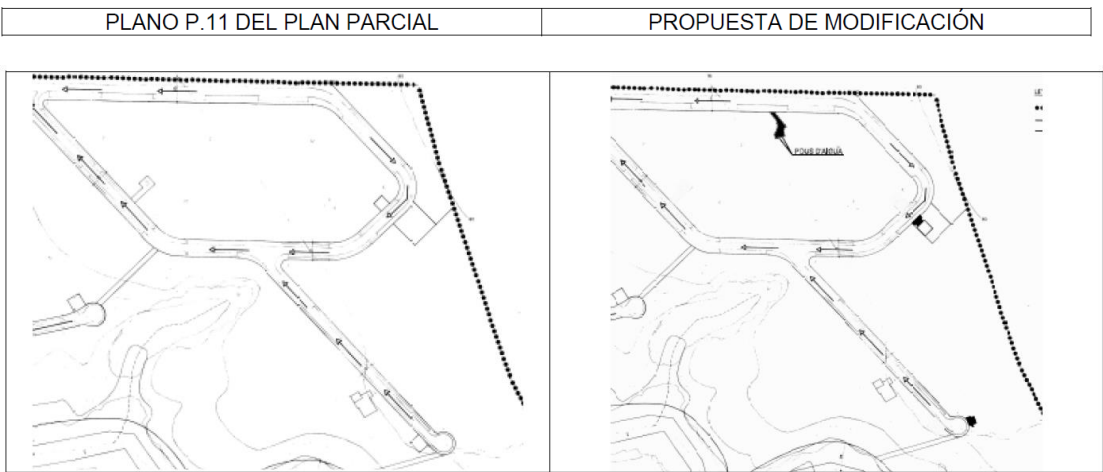 PLANO P.11 DEL PLAN PARCIAL
PROPUESTA DE MODIFICACIÓN
POUS D'AIGUA